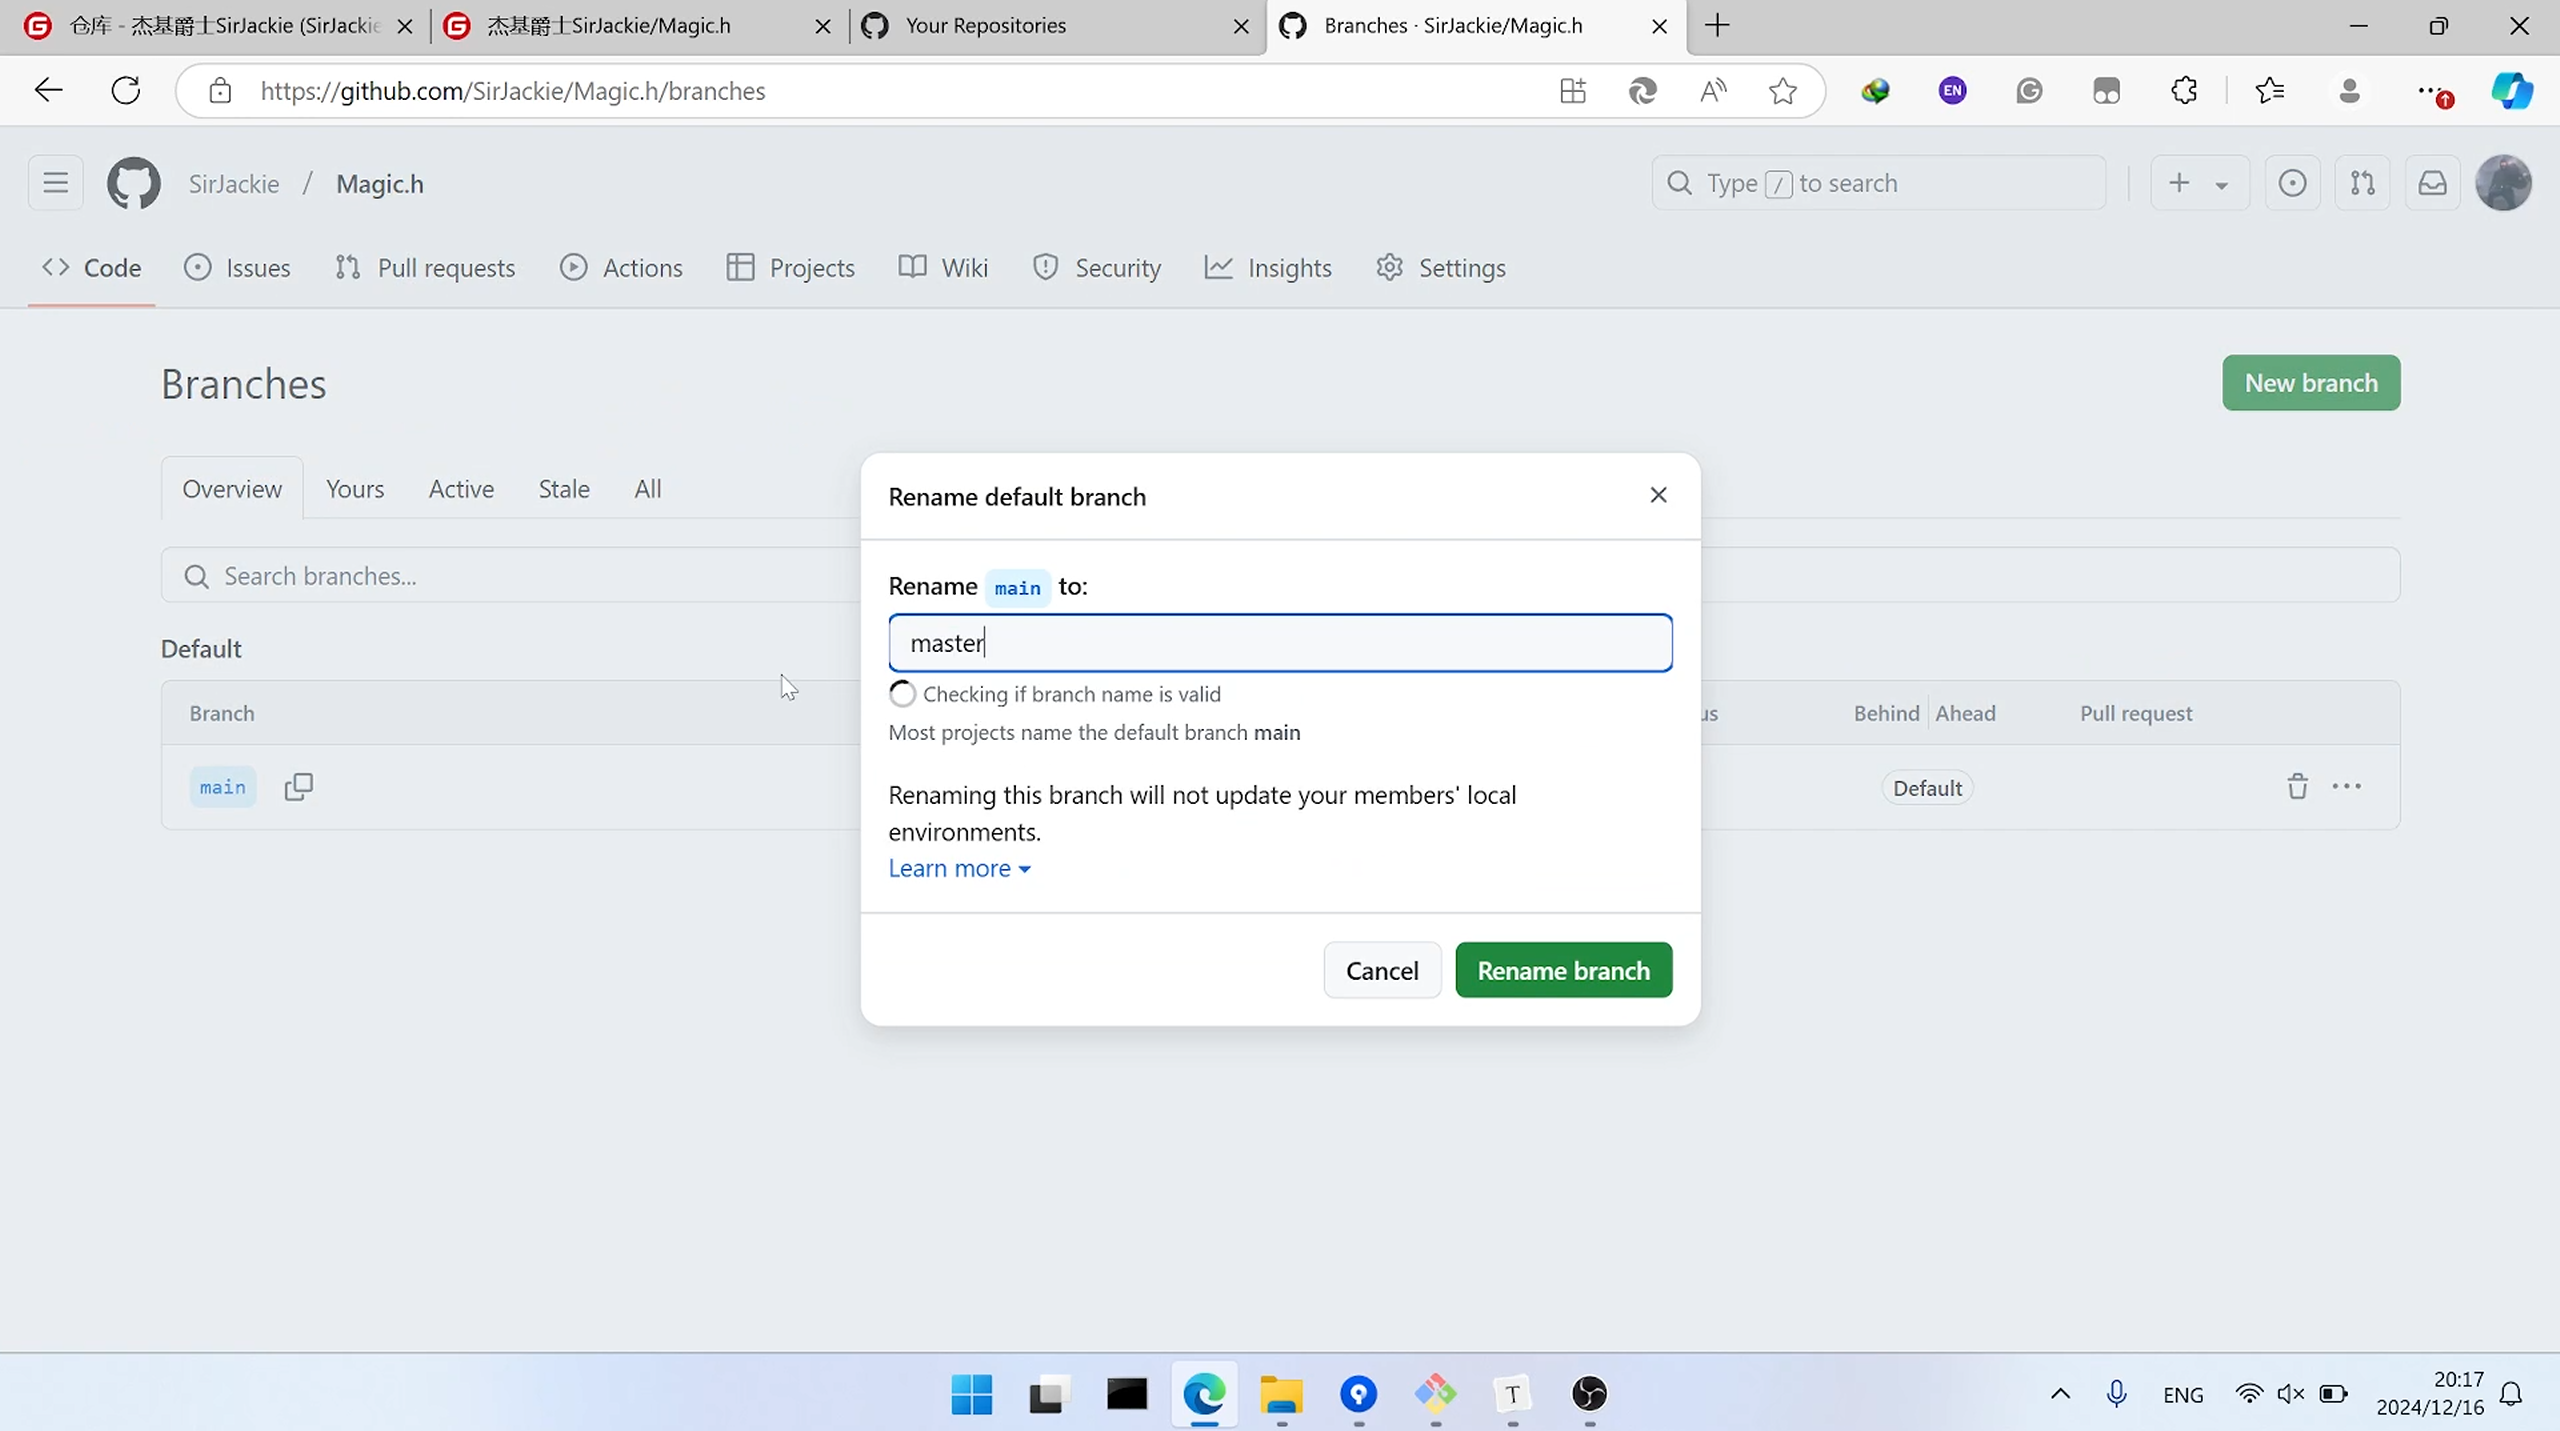 仓库 - 杰基爵士SirJackie (SirJackie
杰基爵士SirJackie/Magic.h
Your Repositories
Branches · SirJackie/Magic.h
https://github.com/SirJackie/Magic.h/branches
EN
SirJackie / Magic.h
Type / to search
Code
Issues
Pull requests
Actions
Projects
Wiki
Security
Insights
Settings
Branches
New branch
Overview
Yours
Active
Stale
All
Search branches...
Default
Branch
us
Behind
Ahead
Pull request
main
Default
Rename default branch
Rename main to:
master
Checking if branch name is valid
Most projects name the default branch main
Renaming this branch will not update your members' local
environments.
Learn more
Cancel
Rename branch
T
ENG
20:17
2024/12/16